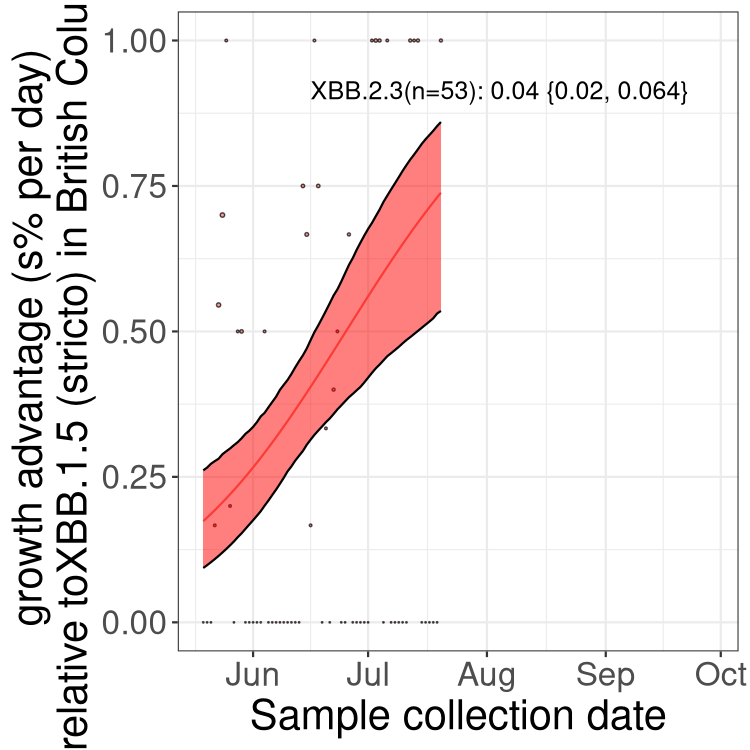 growth advantage (s% per day)
relative toXBB.1.5 (stricto) in British Colu
1.00
0.75
0.50
0.25
0.00
XBB.2.3(n=53): 0.04 {0.02, 0.064}
Jun Jul Aug Sep Oct
Sample collection date